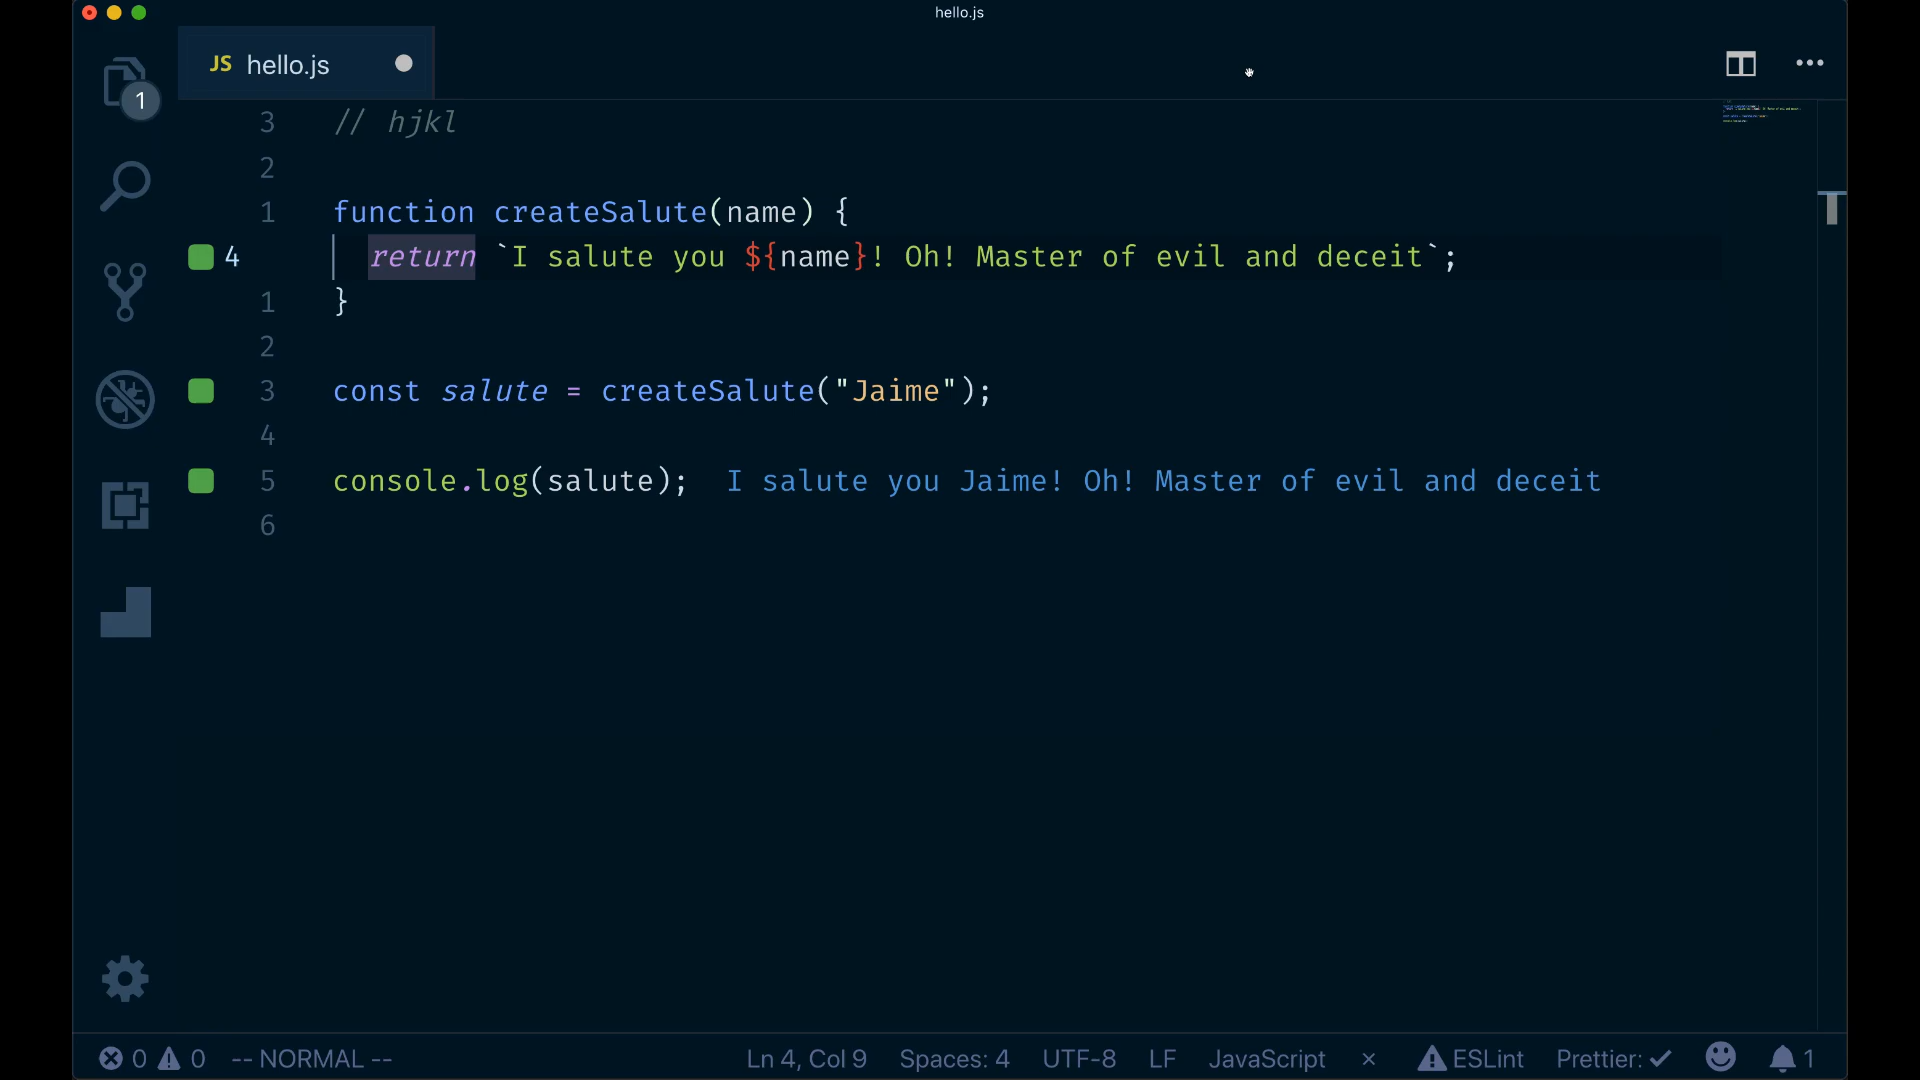 hello.js
JS hello.js
1
3 // hjkl
2
1 function createSalute(name) {
4 return `I salute you ${name}! Oh! Master of evil and deceit`;
1 }
2
3 const salute = createSalute("Jaime");
4
5 console.log(salute); I salute you Jaime! Oh! Master of evil and deceit
6
0 0 -- NORMAL -- Ln 4, Col 9 Spaces: 4 UTF-8 LF JavaScript × ESLint Prettier: ✓ 1